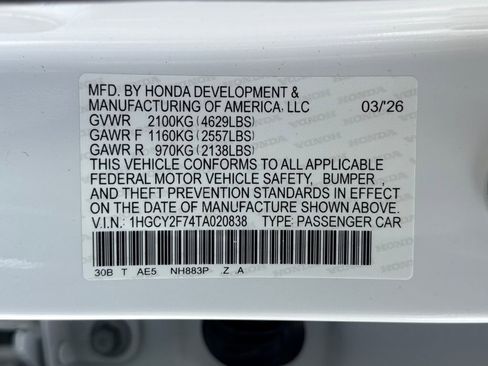 MFD. BY HONDA DEVELOPMENT &
MANUFACTURING OF AMERICA, LLC 03/'26
GVWR 2100KG (4629LBS)
GAWR F 1160KG (2557LBS)
GAWR R 970KG (2138LBS)
THIS VEHICLE CONFORMS TO ALL APPLICABLE
FEDERAL MOTOR VEHICLE SAFETY, BUMPER ,
AND THEFT PREVENTION STANDARDS IN EFFECT
ON THE DATE OF MANUFACTURE SHOWN ABOVE.
V.I.N.: 1HGCY2F74TA020838 TYPE: PASSENGER CAR
30B T AE5 NH883P Z A